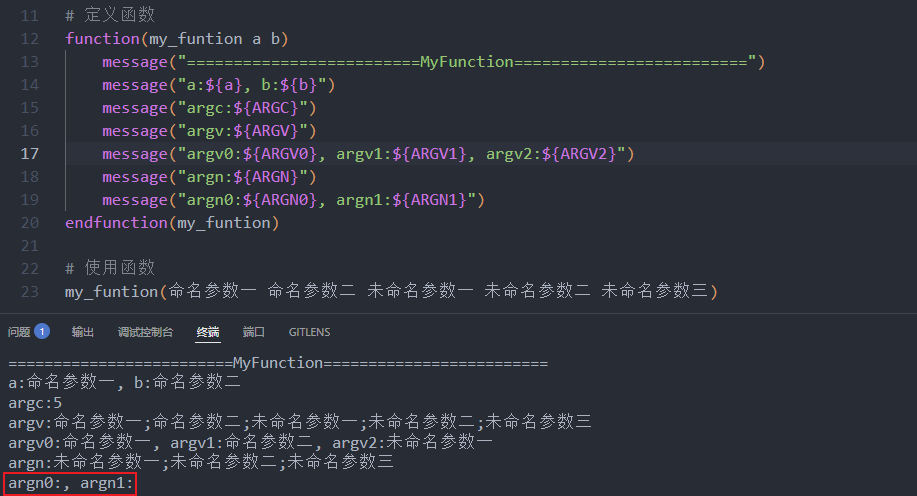 11 # 定义函数
12 function(my_funtion a b)
13 message("=========================MyFunction=========================")
14 message("a:${a}, b:${b}")
15 message("argc:${ARGC}")
16 message("argv:${ARGV}")
17 message("argv0:${ARGV0}, argv1:${ARGV1}, argv2:${ARGV2}")
18 message("argn:${ARGN}")
19 message("argn0:${ARGN0}, argn1:${ARGN1}")
20 endfunction(my_funtion)
21
22 # 使用函数
23 my_funtion(命名参数一 命名参数二 未命名参数一 未命名参数二 未命名参数三)
问题 1 输出 调试控制台 终端 端口 GITLENS
=========================MyFunction=========================
a:命名参数一, b:命名参数二
argc:5
argv:命名参数一;命名参数二;未命名参数一;未命名参数二;未命名参数三
argv0:命名参数一, argv1:命名参数二, argv2:未命名参数一
argn:未命名参数一;未命名参数二;未命名参数三
argn0:, argn1: